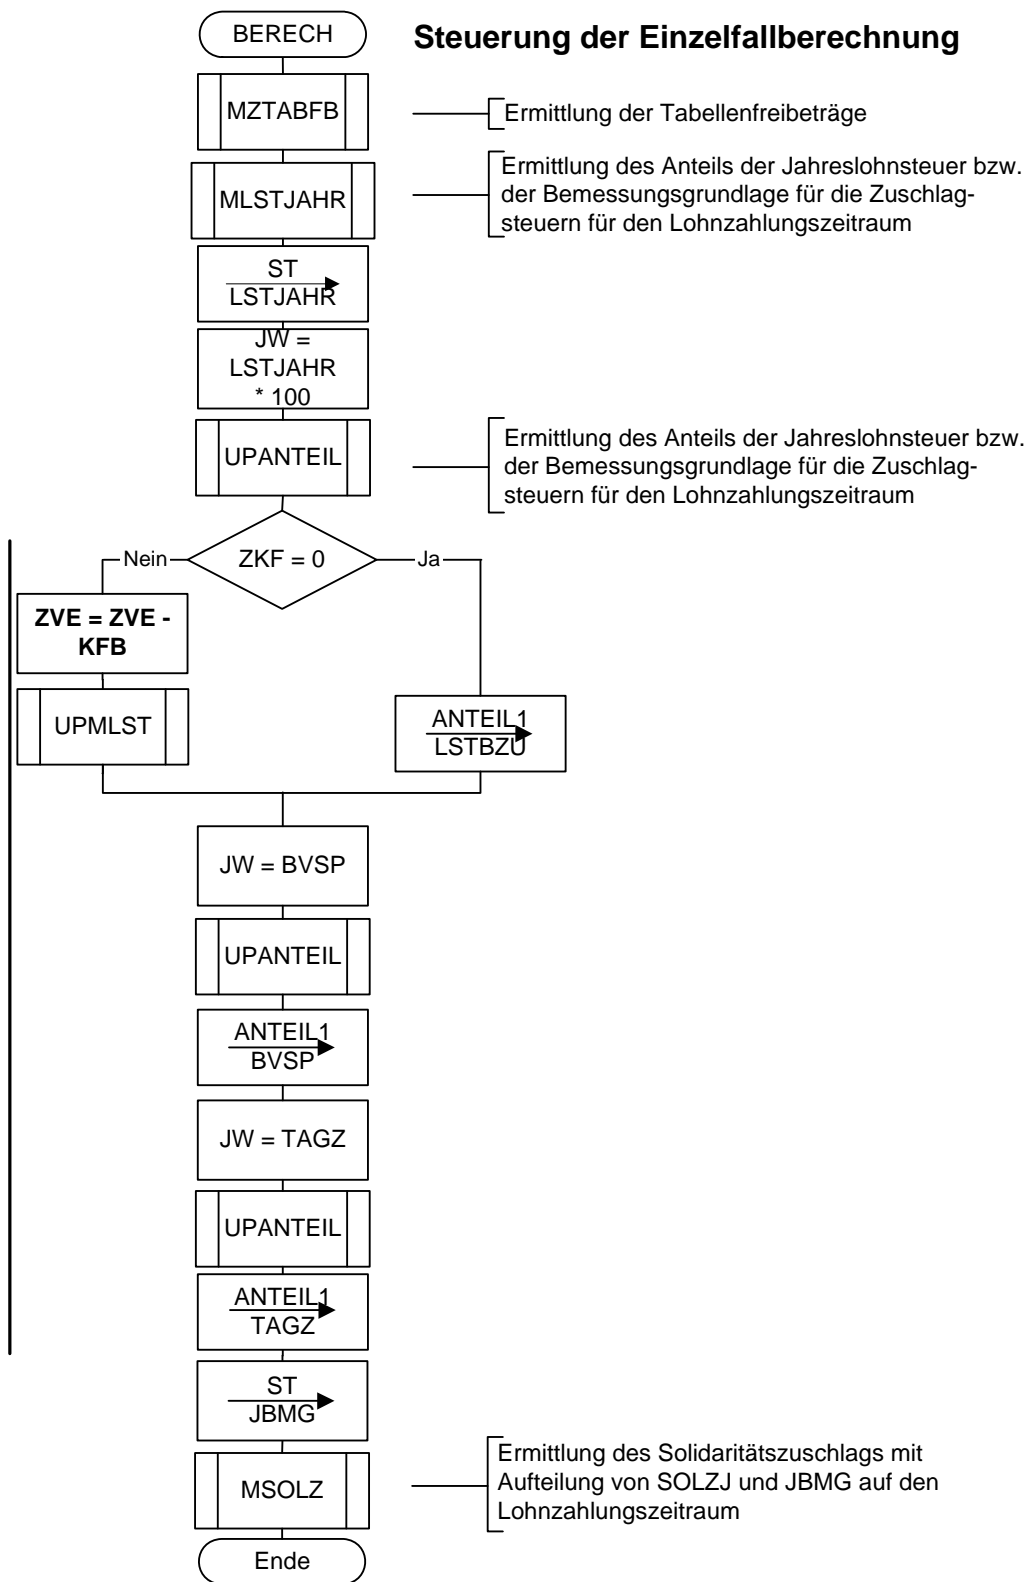 BERECH
Steuerung der Einzelfallberechnung
MZTABFB
Ermittlung der Tabellenfreibeträge
MLSTJAHR
Ermittlung des Anteils der Jahreslohnsteuer bzw.
der Bemessungsgrundlage für die Zuschlag-
steuern für den Lohnzahlungszeitraum
ST
LSTJAHR
JW =
LSTJAHR
* 100
UPANTEIL
Ermittlung des Anteils der Jahreslohnsteuer bzw.
der Bemessungsgrundlage für die Zuschlag-
steuern für den Lohnzahlungszeitraum
Nein
ZKF = 0
Ja
ZVE = ZVE -
KFB
UPMLST
ANTEIL1
LSTBZU
JW = BVSP
UPANTEIL
ANTEIL1
BVSP
JW = TAGZ
UPANTEIL
ANTEIL1
TAGZ
ST
JBMG
MSOLZ
Ermittlung des Solidaritätszuschlags mit
Aufteilung von SOLZJ und JBMG auf den
Lohnzahlungszeitraum
Ende